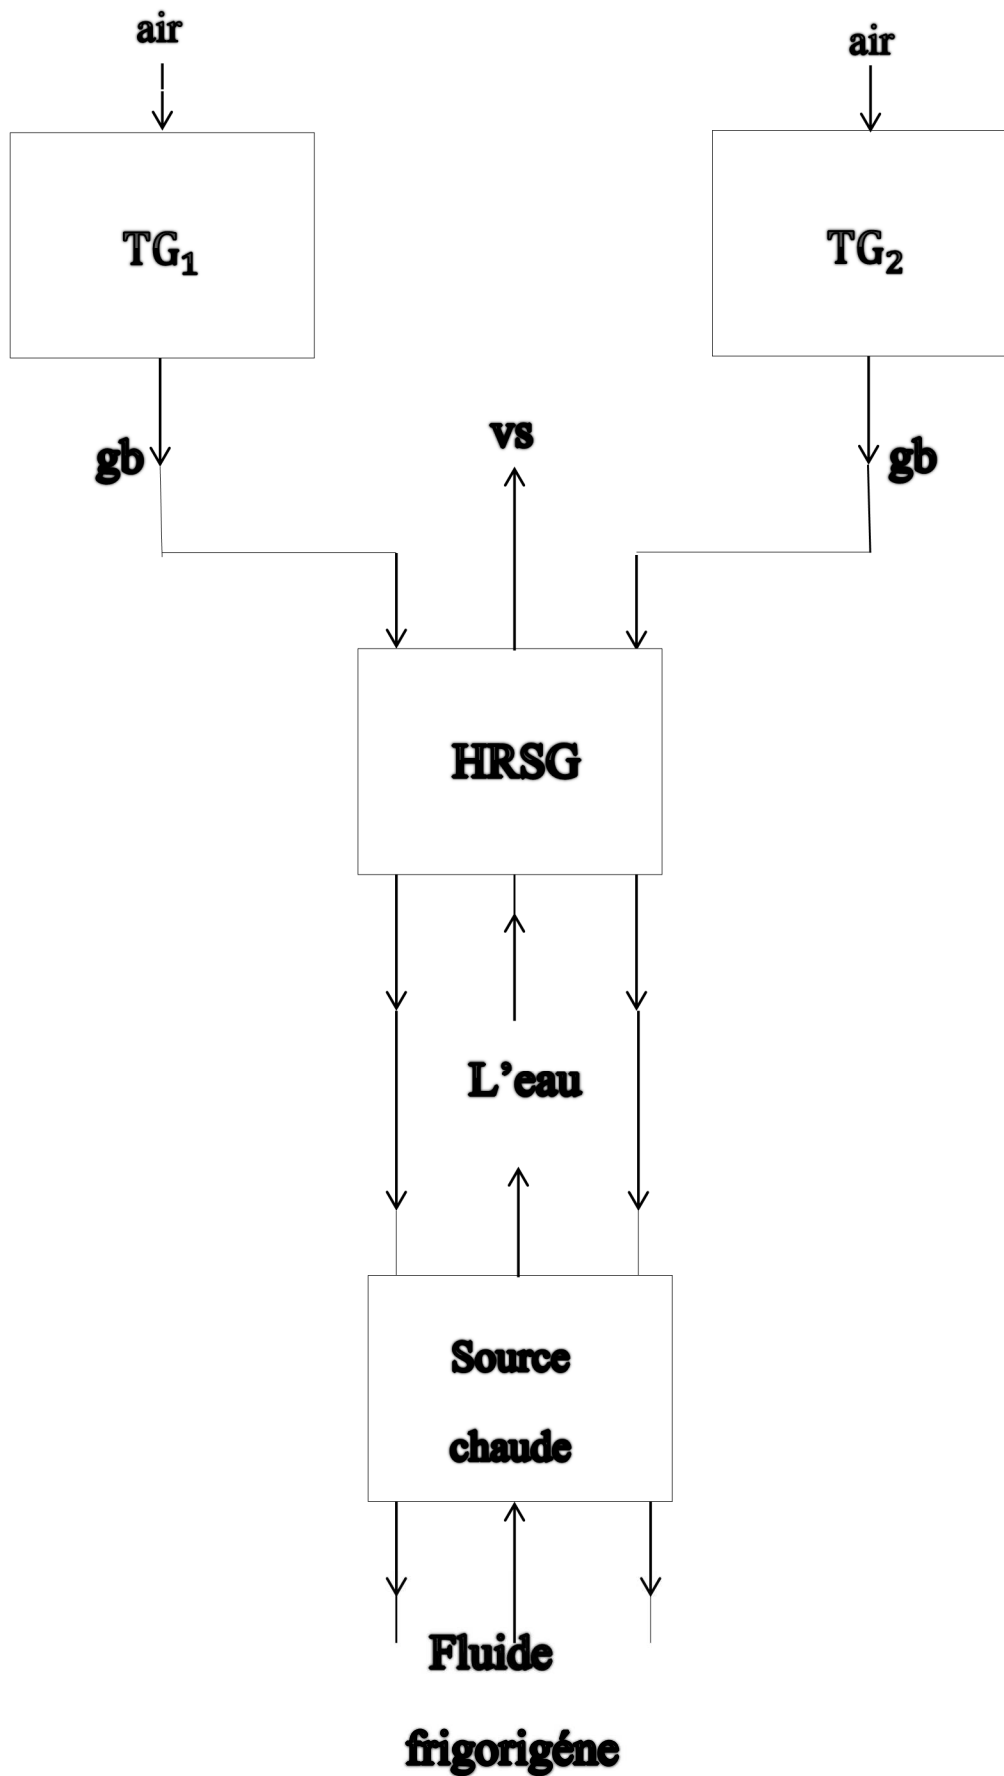 air
air
TG₁
TG₂
vs
gb
gb
HRSG
L’eau
Source
chaude
Fluide
frigorigéne